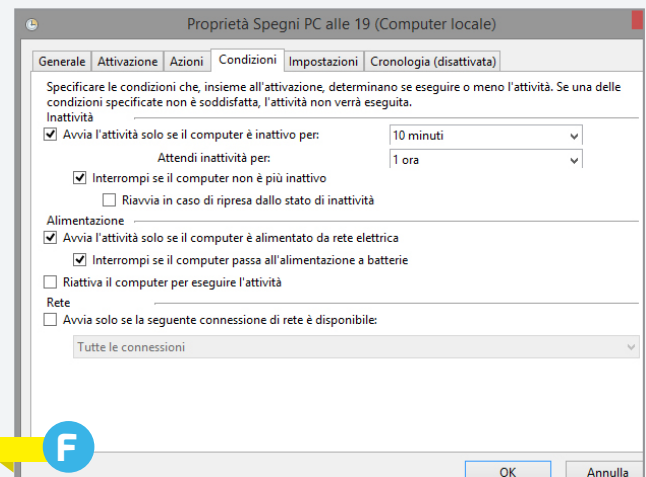 Proprietà Spegni PC alle 19 (Computer locale)
Generale Attivazione Azioni Condizioni Impostazioni Cronologia (disattivata)
Specificare le condizioni che, insieme all'attivazione, determinano se eseguire o meno l'attività. Se una delle
condizioni specificate non è soddisfatta, l'attività non verrà eseguita.
Inattività
Avvia l'attività solo se il computer è inattivo per: 10 minuti
Attendi inattività per: 1 ora
Interrompi se il computer non è più inattivo
Riavvia in caso di ripresa dallo stato di inattività
Alimentazione
Avvia l'attività solo se il computer è alimentato da rete elettrica
Interrompi se il computer passa all'alimentazione a batterie
Riattiva il computer per eseguire l'attività
Rete
Avvia solo se la seguente connessione di rete è disponibile:
Tutte le connessioni
F
OK Annulla